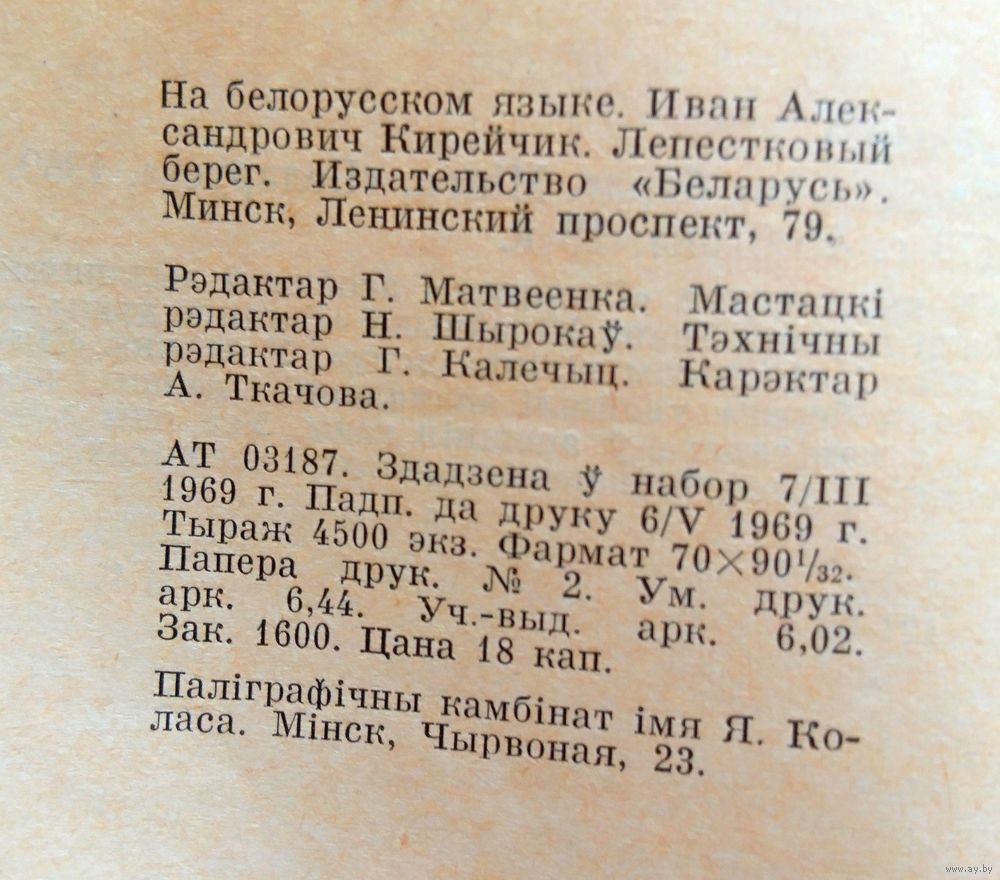 На белорусском языке. Иван Алек-
сандрович Кирейчик. Лепестковый
берег. Издательство «Беларусь».
Минск, Ленинский проспект, 79.
Рэдактар Г. Матвеенка. Мастацкі
рэдактар Н. Шырокаў. Тэхнічны
рэдактар Г. Калечыц. Карэктар
А. Ткачова.
АТ 03187. Здадзена ў набор 7/III
1969 г. Падп. да друку 6/V 1969 г.
Тыраж 4500 экз. Фармат 70×90¹/₃₂.
Папера друк. № 2. Ум. друк.
арк. 6,44. Уч.-выд. арк. 6,02.
Зак. 1600. Цана 18 кап.
Паліграфічны камбінат імя Я. Ко-
ласа. Мінск, Чырвоная, 23.
www.ay.by